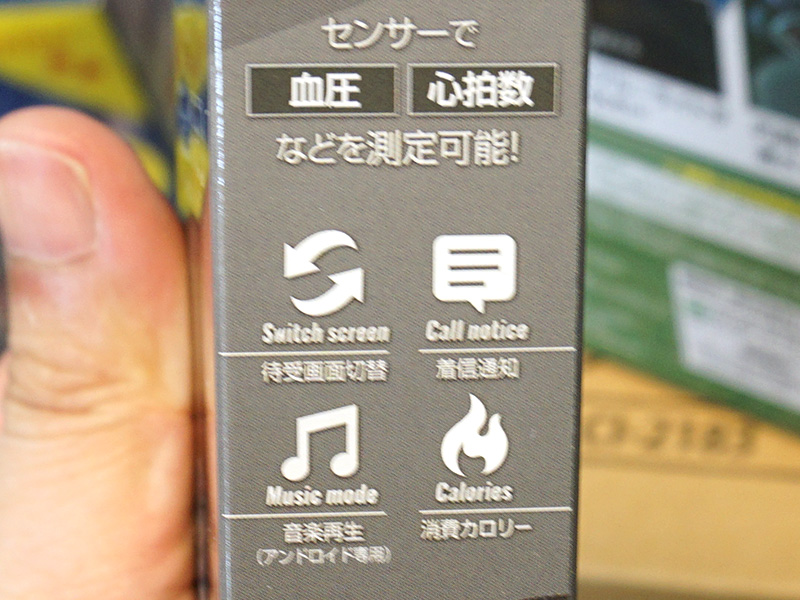 センサーで
血圧 心拍数
などを測定可能!
Switch screen Call notice
待受画面切替 着信通知
Music mode Calories
音楽再生 消費カロリー
(アンドロイド専用)